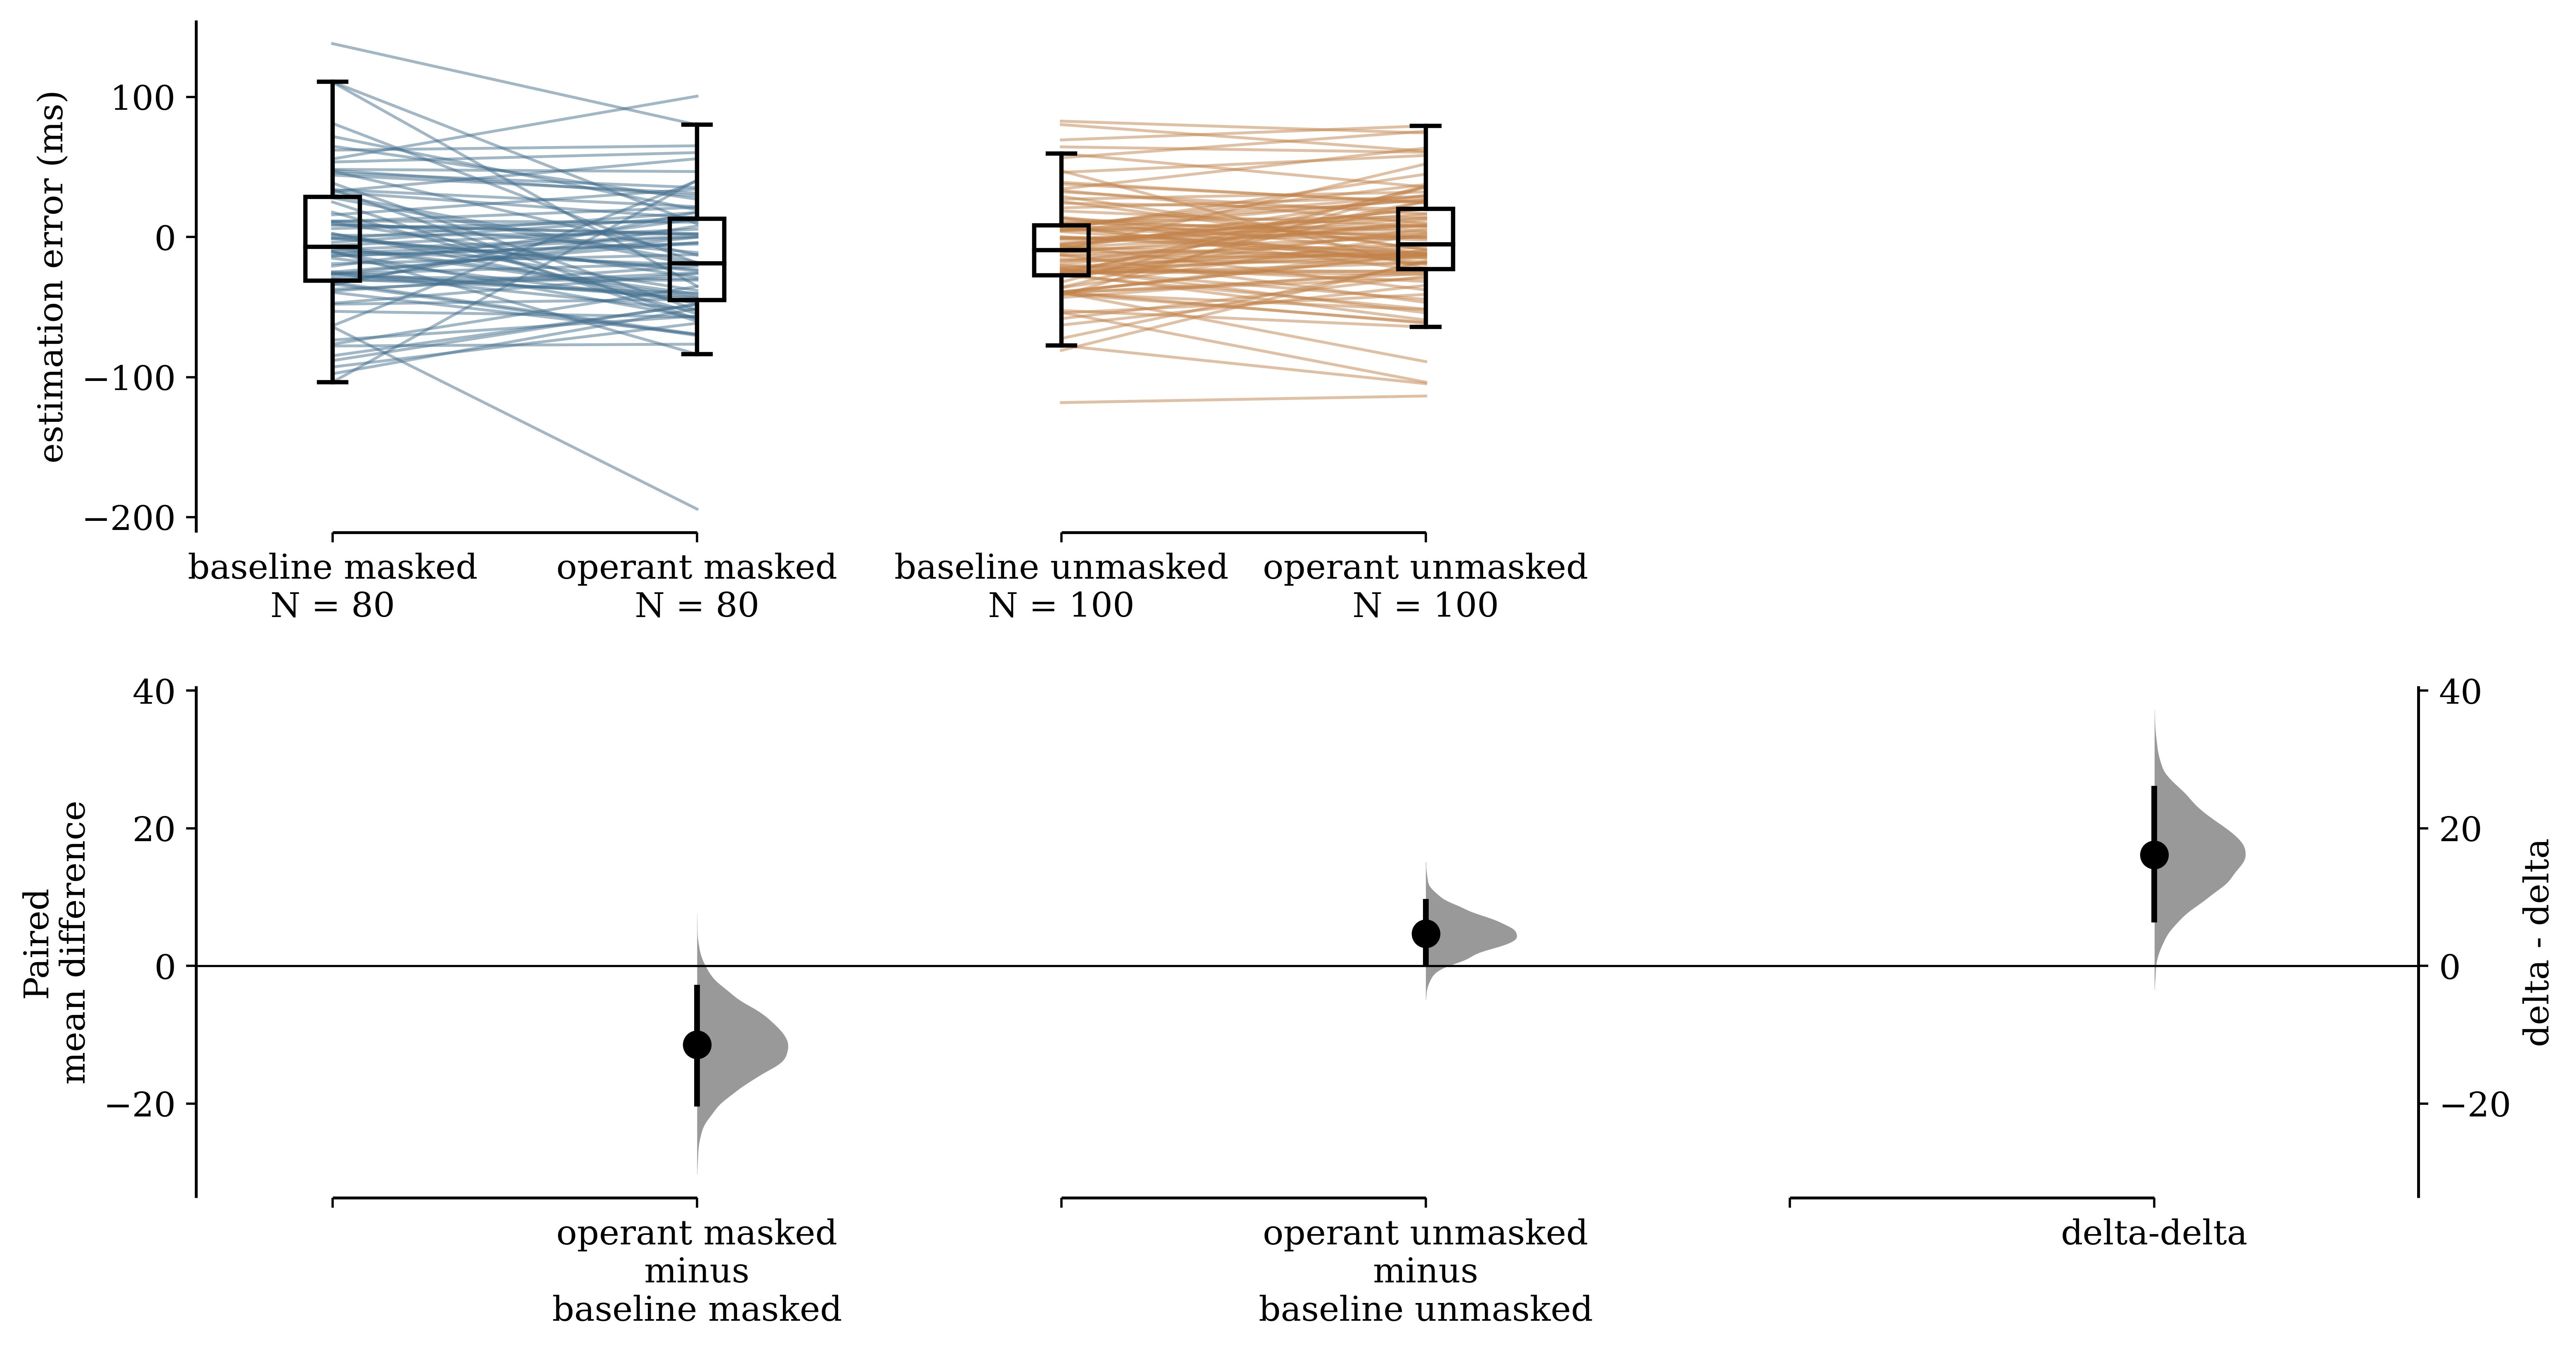 estimation error (ms)
100
0
−100
−200
baseline masked
N = 80
operant masked
N = 80
baseline unmasked
N = 100
operant unmasked
N = 100
Paired
mean difference
40
20
0
−20
40
20
0
−20
delta - delta
operant masked
minus
baseline masked
operant unmasked
minus
baseline unmasked
delta-delta